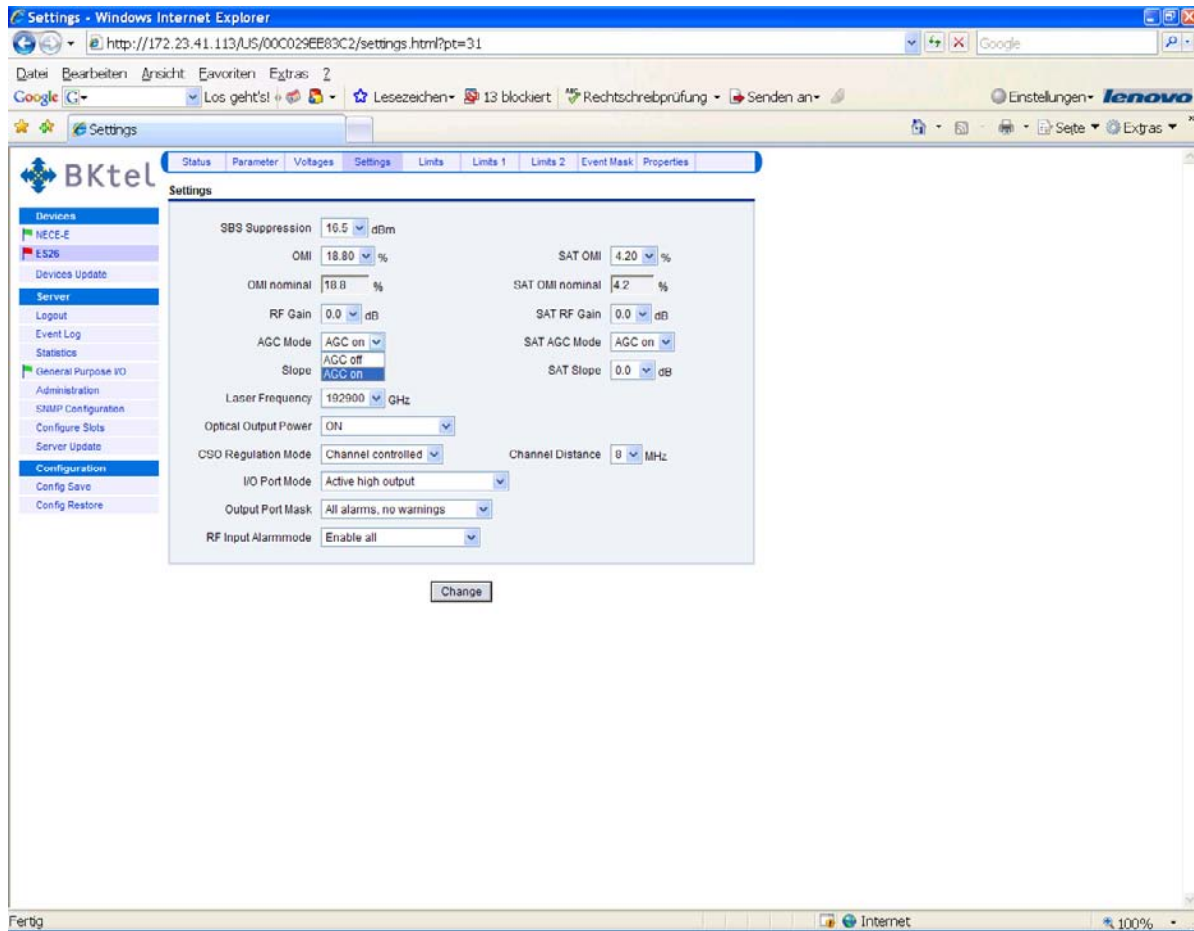 Settings - Windows Internet Explorer
http://172.23.41.113/US/00C029EE83C2/settings.html?pt=31
Google
Datei Bearbeiten Ansicht Favoriten Extras ?
Google G Los geht's! Lesezeichen 13 blockiert Rechtschreibprüfung Senden an Einstellungen lenovo
Settings
Seite Extras
BKtel
Status Parameter Voltages Settings Limits Limits 1 Limits 2 Event Mask Properties
Settings
Devices
NECE-E
ES26
Devices Update
Server
Logout
Event Log
Statistics
General Purpose I/O
Administration
SNMP Configuration
Configure Slots
Server Update
Configuration
Config Save
Config Restore
SBS Suppression 16.5 dBm
OMI 18.80 % SAT OMI 4.20 %
OMI nominal 18.8 % SAT OMI nominal 4.2 %
RF Gain 0.0 dB SAT RF Gain 0.0 dB
AGC Mode AGC on SAT AGC Mode AGC on
AGC off
Slope AGC on SAT Slope 0.0 dB
Laser Frequency 192900 GHz
Optical Output Power ON
CSO Regulation Mode Channel controlled Channel Distance 8 MHz
I/O Port Mode Active high output
Output Port Mask All alarms, no warnings
RF Input Alarmmode Enable all
Change
Fertig Internet 100%